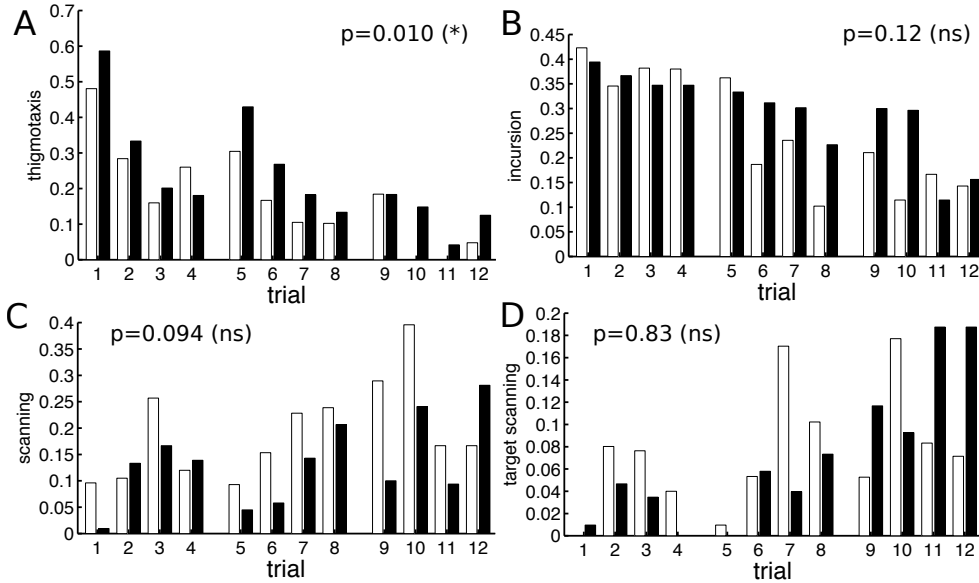 A
p=0.010 (*)
0.7
0.6
0.5
0.4
0.3
0.2
0.1
0
thigmotaxis
1 2 3 4 5 6 7 8 9 10 11 12
trial
B
p=0.12 (ns)
0.45
0.4
0.35
0.3
0.25
0.2
0.15
0.1
0.05
0
incursion
1 2 3 4 5 6 7 8 9 10 11 12
trial
C
p=0.094 (ns)
0.4
0.35
0.3
0.25
0.2
0.15
0.1
0.05
0
scanning
1 2 3 4 5 6 7 8 9 10 11 12
trial
D
p=0.83 (ns)
0.2
0.18
0.16
0.14
0.12
0.1
0.08
0.06
0.04
0.02
0
target scanning
1 2 3 4 5 6 7 8 9 10 11 12
trial